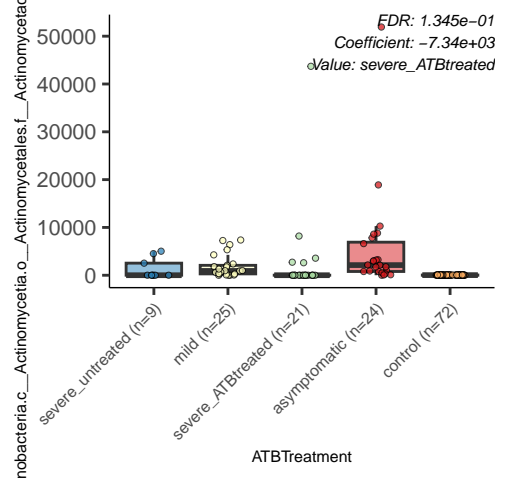 FDR: 1.345e−01
Coefficient: −7.34e+03
Value: severe_ATBtreated
50000
40000
30000
20000
10000
0
nobacteria.c__Actinomycetia.o__Actinomycetales.f__Actinomycetac
severe_untreated (n=9)
mild (n=25)
severe_ATBtreated (n=21)
asymptomatic (n=24)
control (n=72)
ATBTreatment